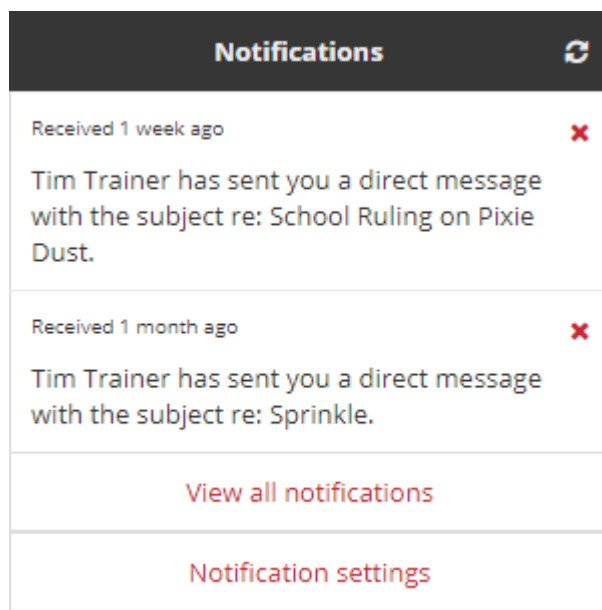 Notifications
Received 1 week ago
Tim Trainer has sent you a direct message
with the subject re: School Ruling on Pixie
Dust.
Received 1 month ago
Tim Trainer has sent you a direct message
with the subject re: Sprinkle.
View all notifications
Notification settings